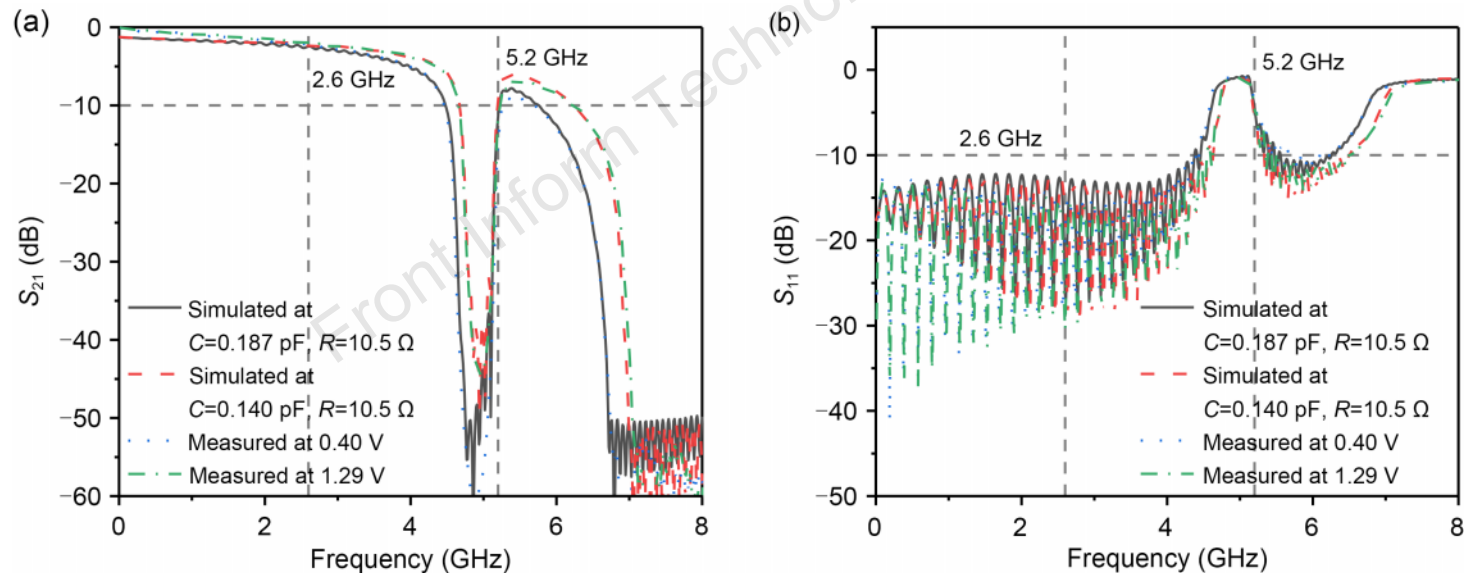 (a)
0
−10
−20
−30
−40
−50
−60
S21 (dB)
2.6 GHz
5.2 GHz
Simulated at
C=0.187 pF, R=10.5 Ω
Simulated at
C=0.140 pF, R=10.5 Ω
Measured at 0.40 V
Measured at 1.29 V
0 2 4 6 8
Frequency (GHz)
(b)
0
−10
−20
−30
−40
−50
S11 (dB)
2.6 GHz
5.2 GHz
Simulated at
C=0.187 pF, R=10.5 Ω
Simulated at
C=0.140 pF, R=10.5 Ω
Measured at 0.40 V
Measured at 1.29 V
0 2 4 6 8
Frequency (GHz)
Front Inform Techno